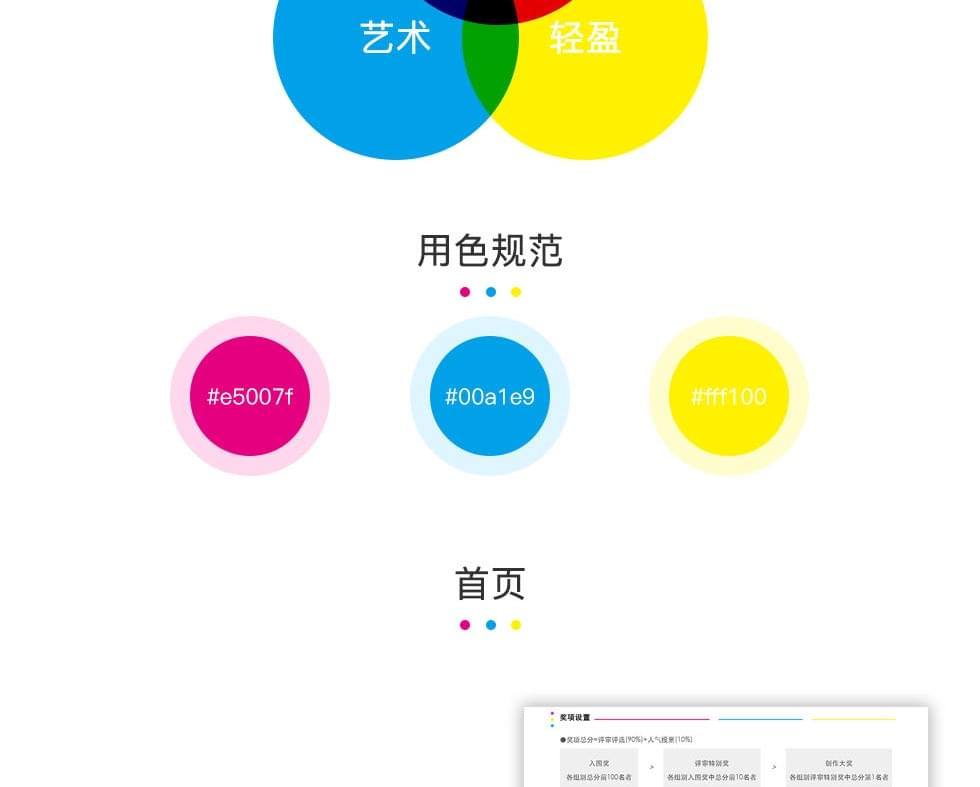 艺术 轻盈
用色规范
#e5007f #00a1e9 #fff100
首页
奖项设置
●奖项总分=评审评选(90%)+人气投票(10%)
入围奖 > 评审特别奖 > 创作大奖
各组别总分前100名者 各组别入围奖中总分前10名者 各组别评审特别奖中总分第1名者